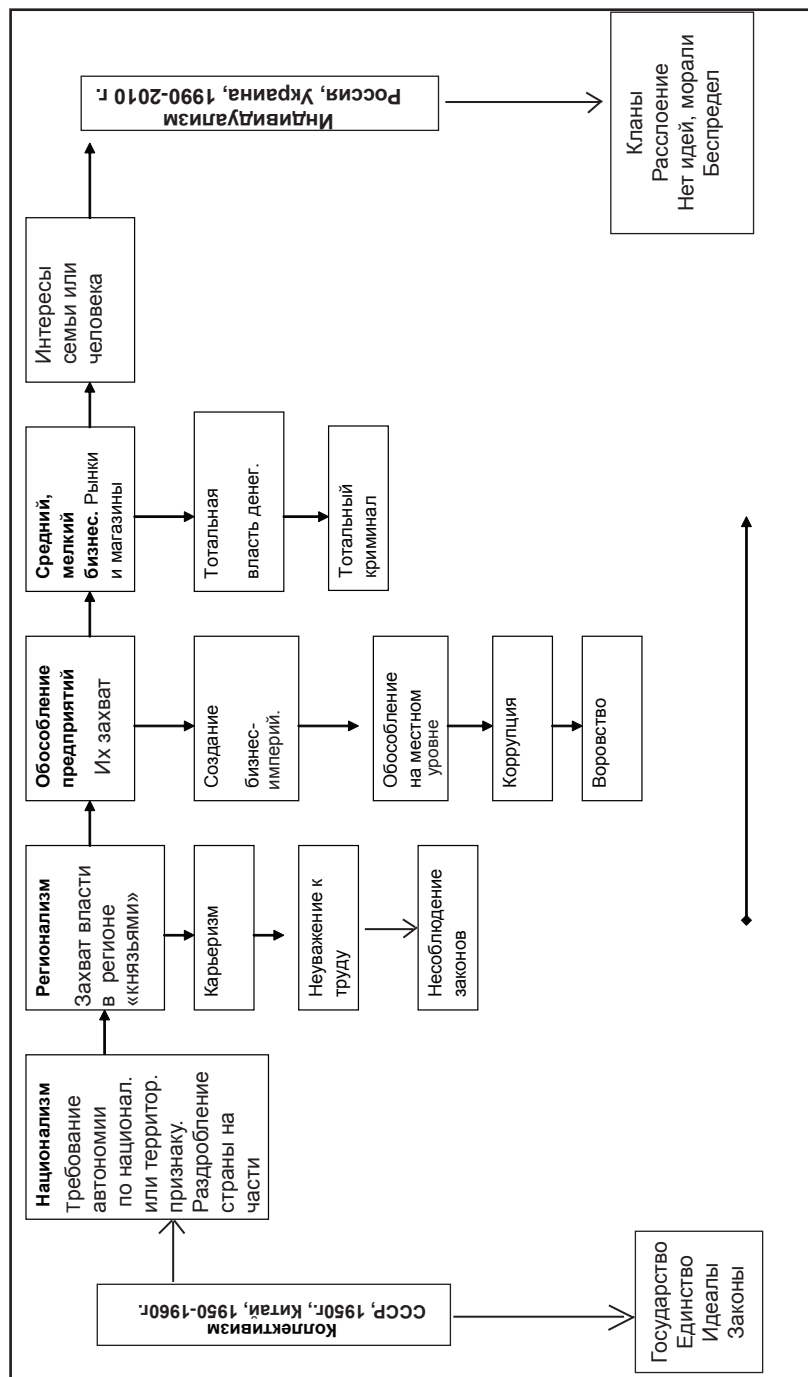 Коллективизм
СССР, 1950г., Китай, 1950-1960г.
Государство
Единство
Идеалы
Законы
Национализм
Требование
автономии
по национал.
или территор.
признаку.
Раздробление
страны на
части
Регионализм
Захват власти
в регионе
«князьями»
Карьеризм
Неуважение к
труду
Несоблюдение
законов
Обособление
предприятий
Их захват
Создание
бизнес-
империй.
Обособление
на местном
уровне
Коррупция
Воровство
Средний,
мелкий
бизнес. Рынки
и магазины
Тотальная
власть денег.
Тотальный
криминал
Интересы
семьи или
человека
Индивидуализм
Россия, Украина, 1990-2010 г.
Кланы
Расслоение
Нет идей, морали
Беспредел